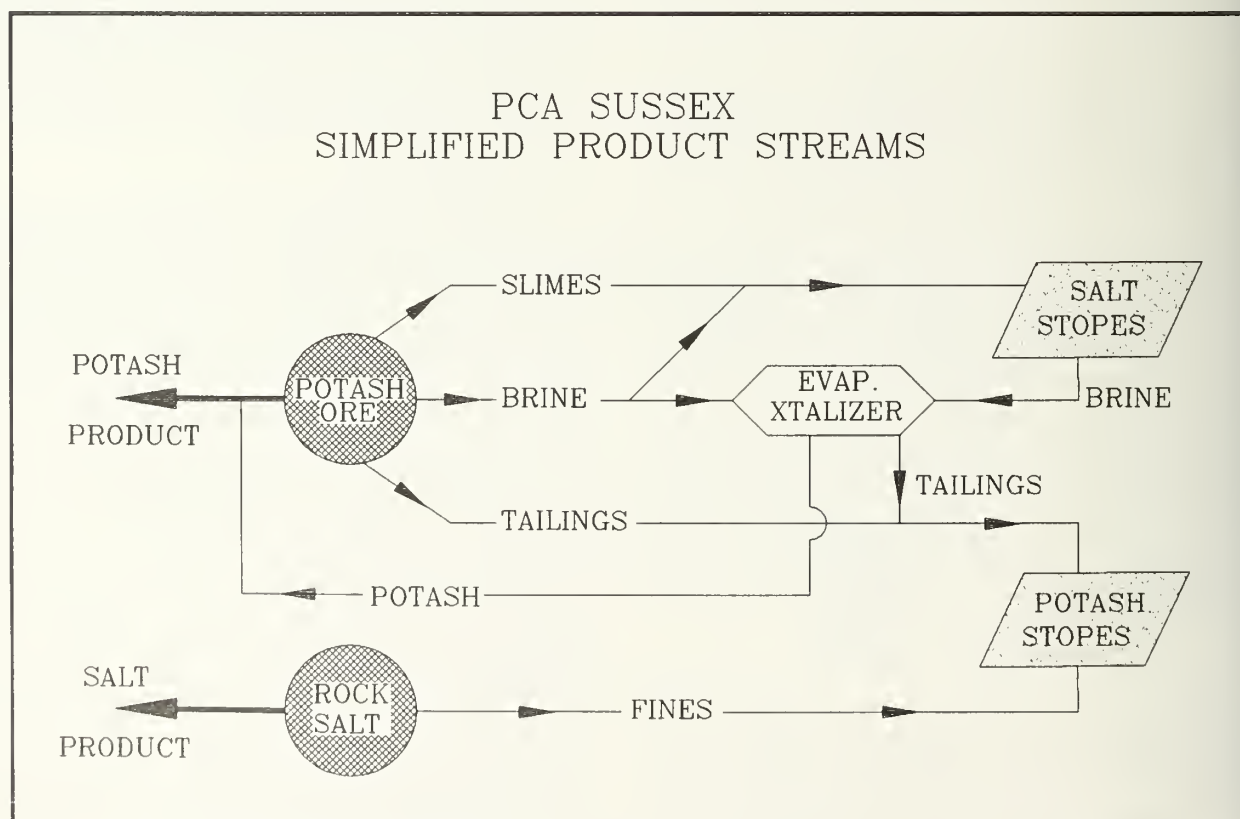 PCA SUSSEX
SIMPLIFIED PRODUCT STREAMS
SLIMES
SALT
STOPES
POTASH
PRODUCT
POTASH
ORE
BRINE
EVAP.
XTALIZER
BRINE
TAILINGS
TAILINGS
POTASH
POTASH
STOPES
SALT
PRODUCT
ROCK
SALT
FINES